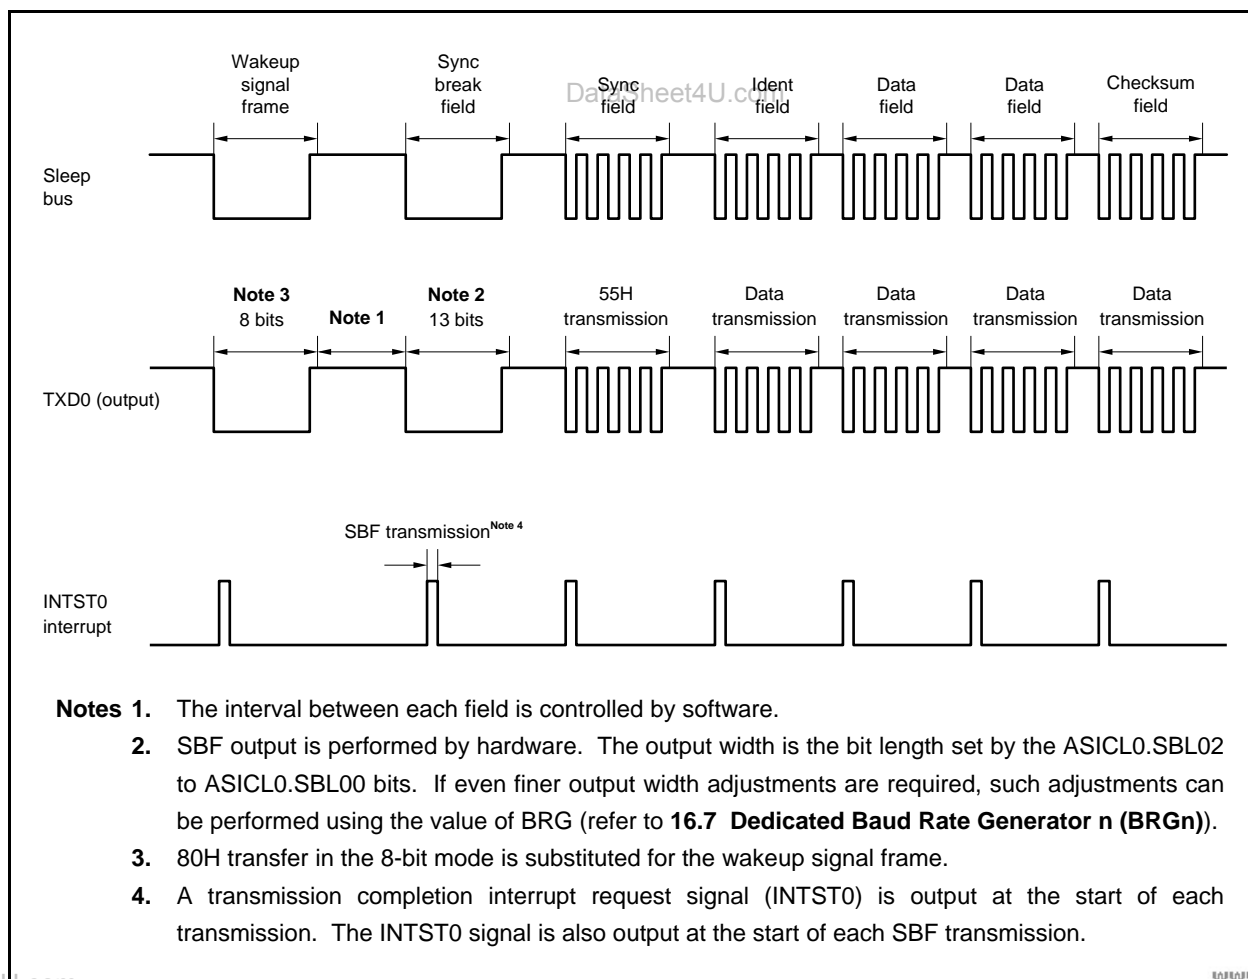 Wakeup signal frame
Sync break field
DataSheet4U.com
Sync field
Ident field
Data field
Data field
Checksum field
Sleep bus
Note 3
8 bits
Note 1
Note 2
13 bits
55H transmission
Data transmission
Data transmission
Data transmission
Data transmission
TXD0 (output)
SBF transmission Note 4
INTST0 interrupt
Notes 1. The interval between each field is controlled by software.
2. SBF output is performed by hardware. The output width is the bit length set by the ASICL0.SBL02
to ASICL0.SBL00 bits. If even finer output width adjustments are required, such adjustments can
be performed using the value of BRG (refer to 16.7 Dedicated Baud Rate Generator n (BRGn)).
3. 80H transfer in the 8-bit mode is substituted for the wakeup signal frame.
4. A transmission completion interrupt request signal (INTST0) is output at the start of each
transmission. The INTST0 signal is also output at the start of each SBF transmission.